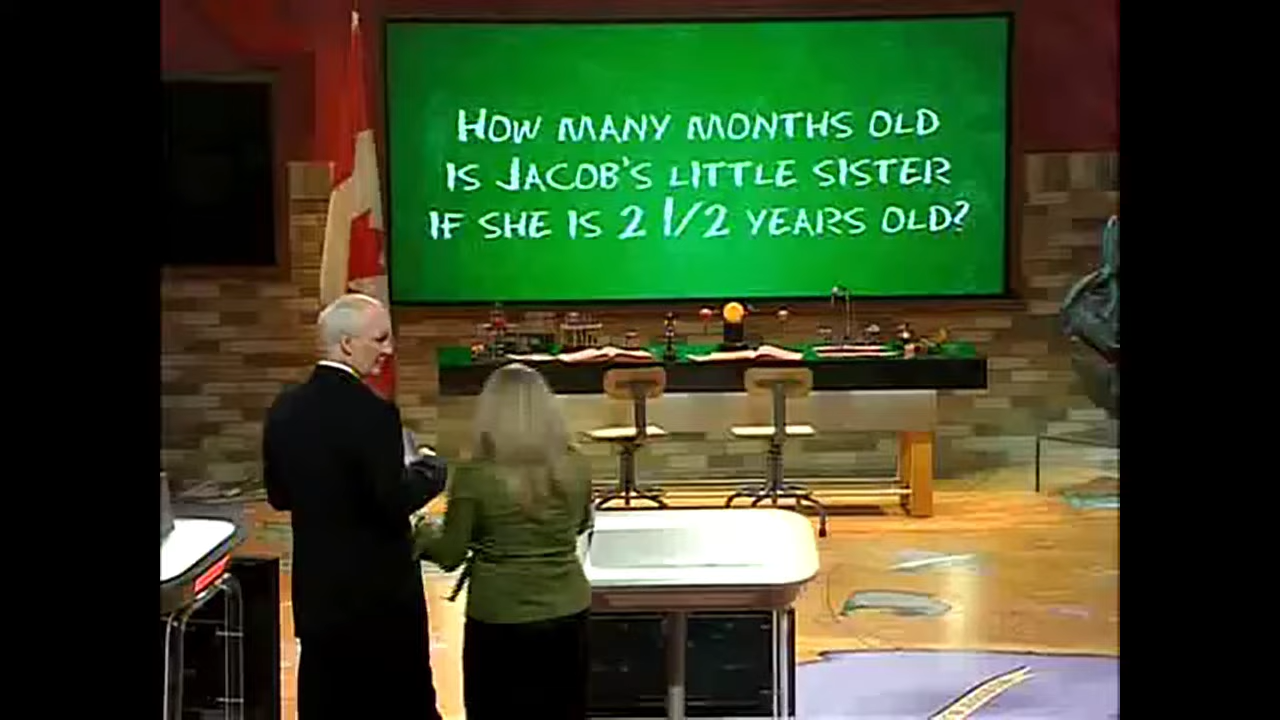 How many months old
is Jacob's little sister
if she is 2 1/2 years old?